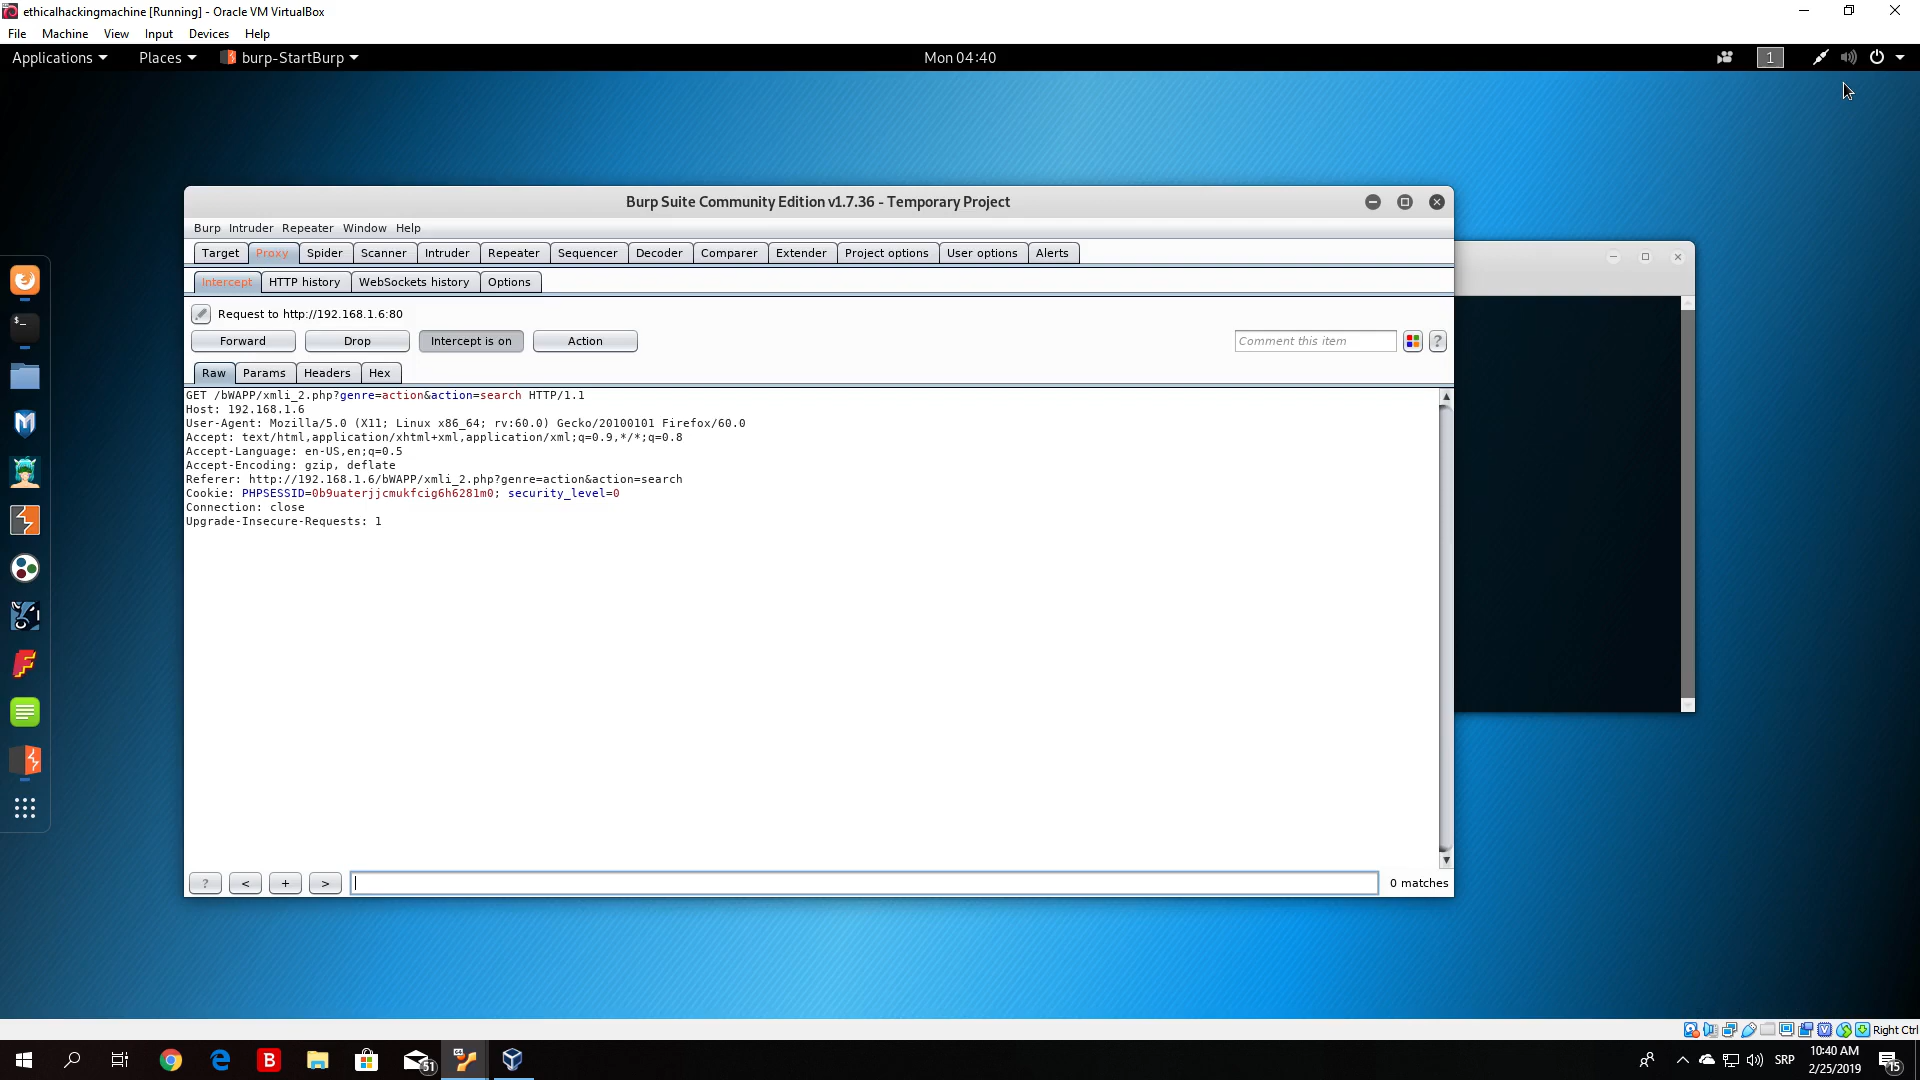 ethicalhackingmachine [Running] - Oracle VM VirtualBox
File Machine View Input Devices Help
Applications Places burp-StartBurp Mon 04:40 1
Burp Suite Community Edition v1.7.36 - Temporary Project
Burp Intruder Repeater Window Help
Target Proxy Spider Scanner Intruder Repeater Sequencer Decoder Comparer Extender Project options User options Alerts
Intercept HTTP history WebSockets history Options
Request to http://192.168.1.6:80
Forward Drop Intercept is on Action Comment this item ?
Raw Params Headers Hex
GET /bWAPP/xmli_2.php?genre=action&action=search HTTP/1.1
Host: 192.168.1.6
User-Agent: Mozilla/5.0 (X11; Linux x86_64; rv:60.0) Gecko/20100101 Firefox/60.0
Accept: text/html,application/xhtml+xml,application/xml;q=0.9,*/*;q=0.8
Accept-Language: en-US,en;q=0.5
Accept-Encoding: gzip, deflate
Referer: http://192.168.1.6/bWAPP/xmli_2.php?genre=action&action=search
Cookie: PHPSESSID=0b9uaterjjcmukfcig6h6281m0; security_level=0
Connection: close
Upgrade-Insecure-Requests: 1
? < + > 0 matches
Right Ctrl
B 51 64 SRP 10:40 AM
2/25/2019 15